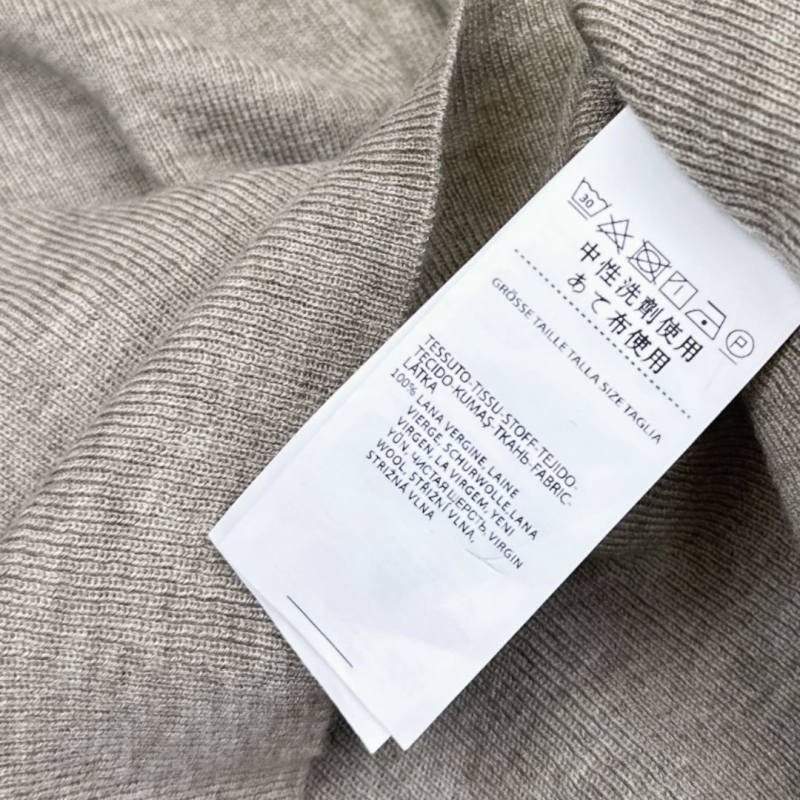 30
P
中性洗剤使用
あて布使用
GRÖSSE TAILLE TALLA SIZE TAGLIA
TESSUTO-TISSU-STOFF-TEJIDO-
TECIDO-KUMAŞ-ТКАНЬ-FABRIC-
LÁTKA
100% LANA VERGINE, LAINE
VIERGE, SCHURWOLLE, LANA
VIRGEN, LA VIRGEM, YENI
YÜN, ЧИСТАЯ ШЕРСТЬ, VIRGIN
WOOL, STŘIŽNÍ VLNA,
STRIŽNÁ VLNA